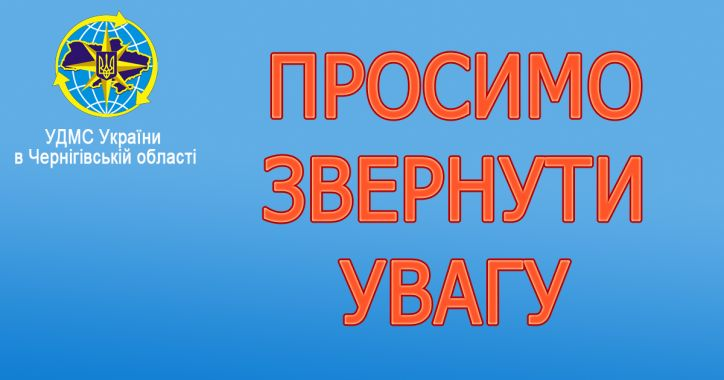 УДМС України
в Чернігівській області
ПРОСИМО
ЗВЕРНУТИ
УВАГУ